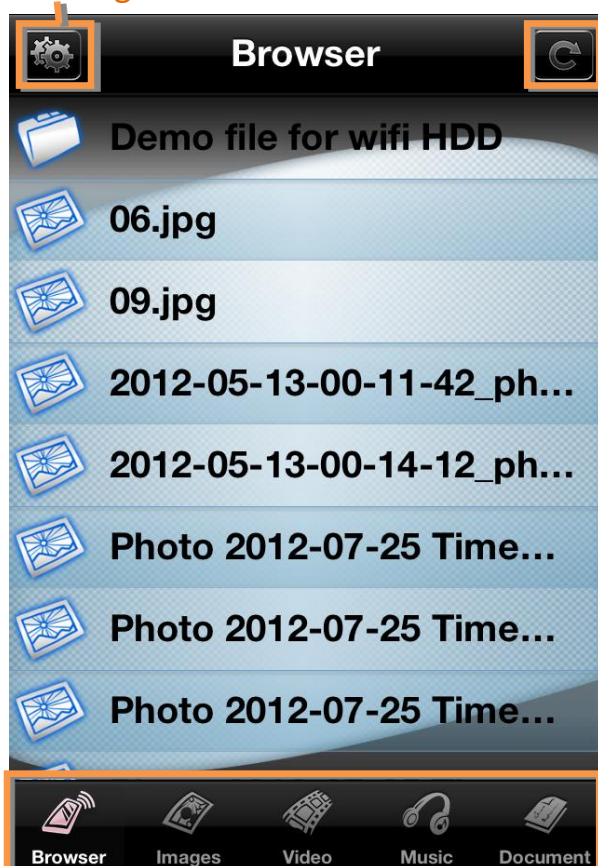 Browser
Demo file for wifi HDD
06.jpg
09.jpg
2012-05-13-00-11-42_ph...
2012-05-13-00-14-12_ph...
Photo 2012-07-25 Time...
Photo 2012-07-25 Time...
Photo 2012-07-25 Time...
Browser Images Video Music Document